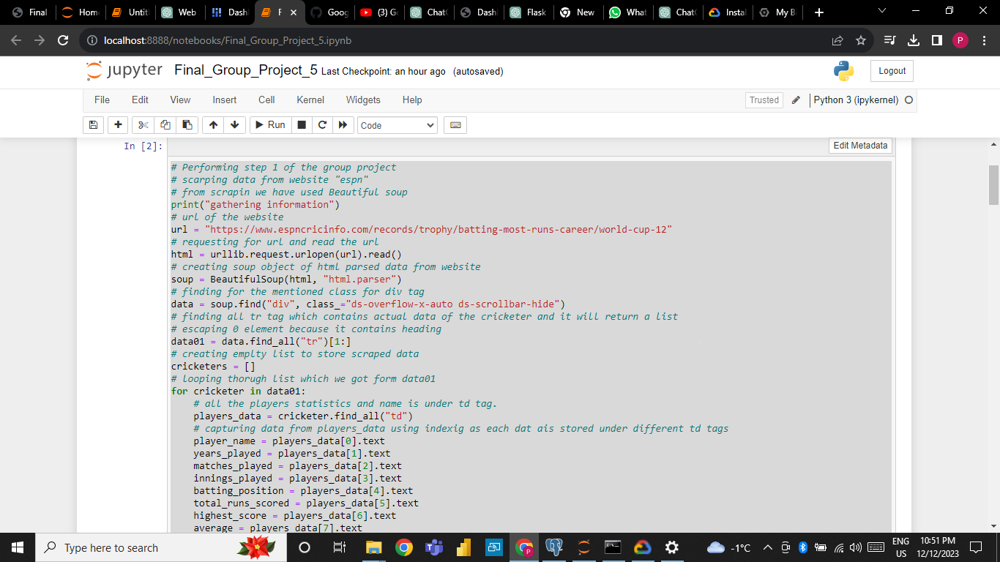 Final
Hom
Untit
Web
Dash
F
Goog
(3) G
ChatC
Dash
Flask
New
What
ChatC
Instal
My B
localhost:8888/notebooks/Final_Group_Project_5.ipynb
P
jupyter Final_Group_Project_5 Last Checkpoint: an hour ago (autosaved)
Logout
File Edit View Insert Cell Kernel Widgets Help
Trusted
Python 3 (ipykernel)
Run
Code
In [2]:
Edit Metadata
# Performing step 1 of the group project
# scarping data from website "espn"
# from scrapin we have used Beautiful soup
print("gathering information")
# url of the website
url = "https://www.espncricinfo.com/records/trophy/batting-most-runs-career/world-cup-12"
# requesting for url and read the url
html = urllib.request.urlopen(url).read()
# creating soup object of html parsed data from website
soup = BeautifulSoup(html, "html.parser")
# finding for the mentioned class for div tag
data = soup.find("div", class_="ds-overflow-x-auto ds-scrollbar-hide")
# finding all tr tag which contains actual data of the cricketer and it will return a list
# escaping 0 element because it contains heading
data01 = data.find_all("tr")[1:]
# creating emplty list to store scraped data
cricketers = []
# looping thorugh list which we got form data01
for cricketer in data01:
    # all the players statistics and name is under td tag.
    players_data = cricketer.find_all("td")
    # capturing data from players_data using indexig as each dat ais stored under different td tags
    player_name = players_data[0].text
    years_played = players_data[1].text
    matches_played = players_data[2].text
    innings_played = players_data[3].text
    batting_position = players_data[4].text
    total_runs_scored = players_data[5].text
    highest_score = players_data[6].text
    average = players_data[7].text
Type here to search
-1°C
ENG
US
10:51 PM
12/12/2023